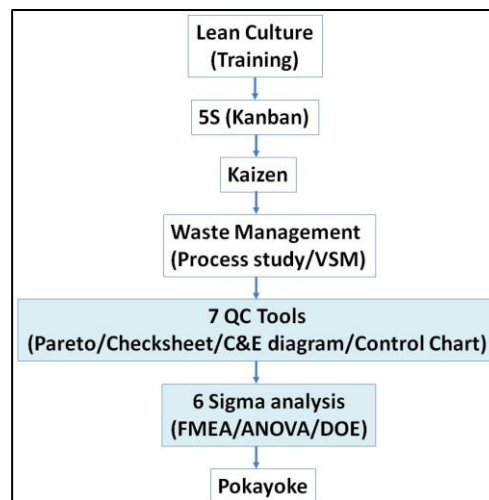 Lean Culture
(Training)
5S (Kanban)
Kaizen
Waste Management
(Process study/VSM)
7 QC Tools
(Pareto/Checksheet/C&E diagram/Control Chart)
6 Sigma analysis
(FMEA/ANOVA/DOE)
Pokayoke